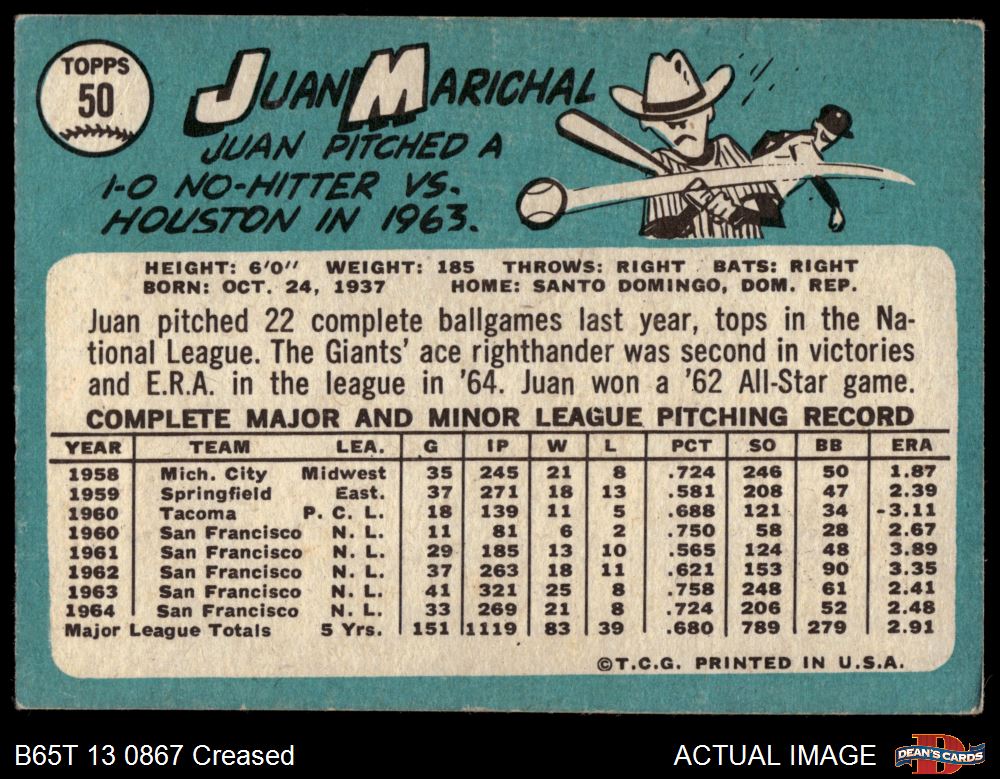 TOPPS
50
JUAN MARICHAL
JUAN PITCHED A
1-0 NO-HITTER VS.
HOUSTON IN 1963.
HEIGHT: 6'0" WEIGHT: 185 THROWS: RIGHT BATS: RIGHT
BORN: OCT. 24, 1937 HOME: SANTO DOMINGO, DOM. REP.
Juan pitched 22 complete ballgames last year, tops in the Na-
tional League. The Giants' ace righthander was second in victories
and E.R.A. in the league in '64. Juan won a '62 All-Star game.
COMPLETE MAJOR AND MINOR LEAGUE PITCHING RECORD
YEAR TEAM LEA. G IP W L PCT SO BB ERA
1958 Mich. City Midwest 35 245 21 8 .724 246 50 1.87
1959 Springfield East. 37 271 18 13 .581 208 47 2.39
1960 Tacoma P. C. L. 18 139 11 5 .688 121 34 -3.11
1960 San Francisco N. L. 11 81 6 2 .750 58 28 2.67
1961 San Francisco N. L. 29 185 13 10 .565 124 48 3.89
1962 San Francisco N. L. 37 263 18 11 .621 153 90 3.35
1963 San Francisco N. L. 41 321 25 8 .758 248 61 2.41
1964 San Francisco N. L. 33 269 21 8 .724 206 52 2.48
Major League Totals 5 Yrs. 151 1119 83 39 .680 789 279 2.91
©T.C.G. PRINTED IN U.S.A.
B65T 13 0867 Creased ACTUAL IMAGE DEAN'S CARDS